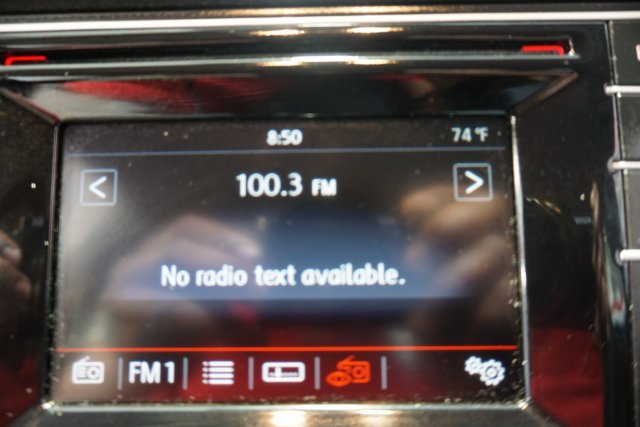 8:50 74°F
< 100.3 FM >
No radio text available.
FM1